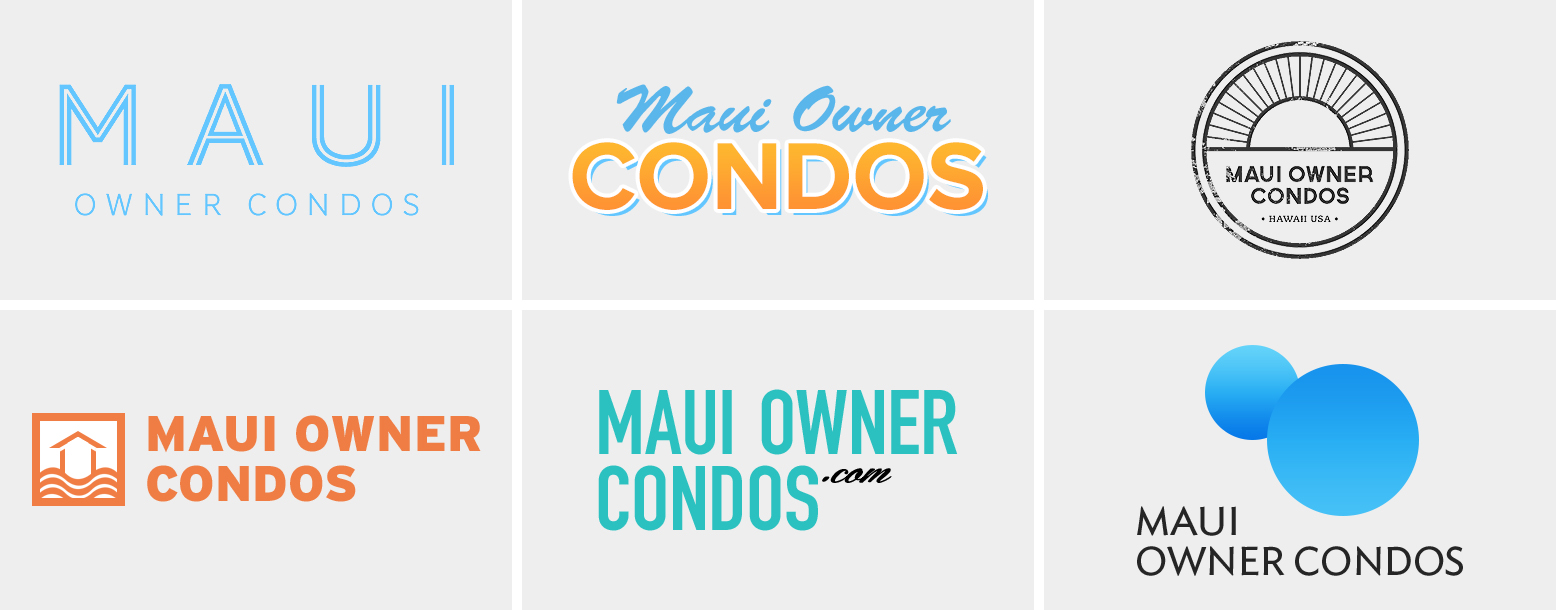 MAUI
OWNER CONDOS
Maui Owner
CONDOS
MAUI OWNER
CONDOS
• HAWAII USA •
MAUI OWNER
CONDOS
MAUI OWNER
CONDOS.com
MAUI
OWNER CONDOS